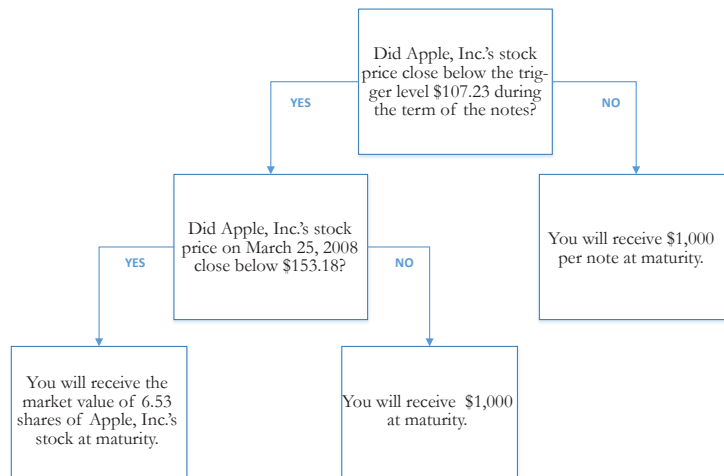 Did Apple, Inc.'s stock
price close below the trig-
ger level $107.23 during
the term of the notes?
YES
NO
Did Apple, Inc.'s stock
price on March 25, 2008
close below $153.18?
You will receive $1,000
per note at maturity.
YES
NO
You will receive the
market value of 6.53
shares of Apple, Inc.'s
stock at maturity.
You will receive $1,000
at maturity.